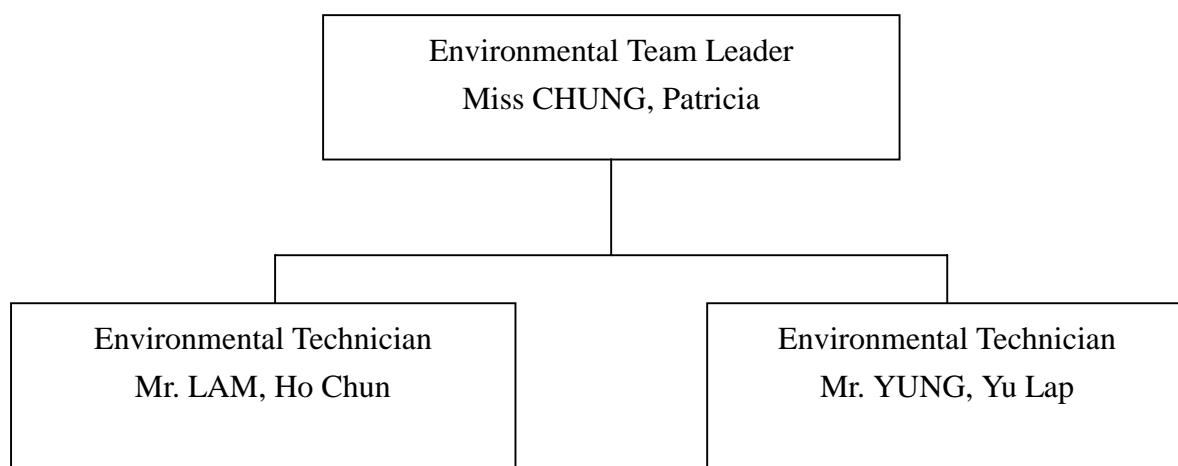 Environmental Team Leader
Miss CHUNG, Patricia
Environmental Technician
Mr. LAM, Ho Chun
Environmental Technician
Mr. YUNG, Yu Lap